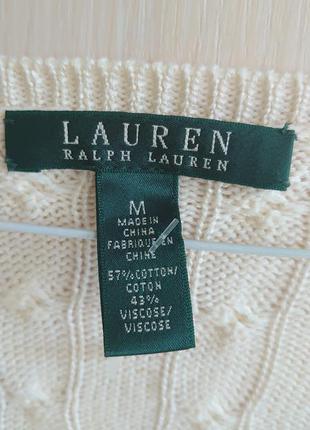 LAUREN
RALPH LAUREN
M
MADE IN
CHINA
FABRIQUE EN
CHINE
57% COTTON/
COTON
43%
VISCOSE/
VISCOSE